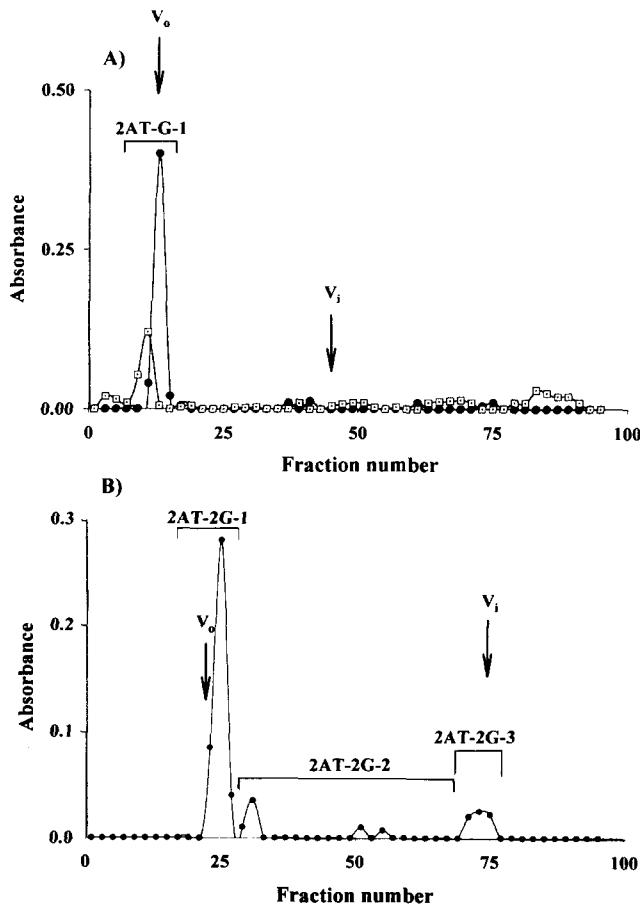 V₀
A)
0.50
2AT-G-1
Absorbance
0.25
Vᵢ
0.00
0 25 50 75 100
Fraction number
B)
0.3
2AT-2G-1
V₀
Vᵢ
0.2
Absorbance
2AT-2G-3
0.1
2AT-2G-2
0.0
0 25 50 75 100
Fraction number